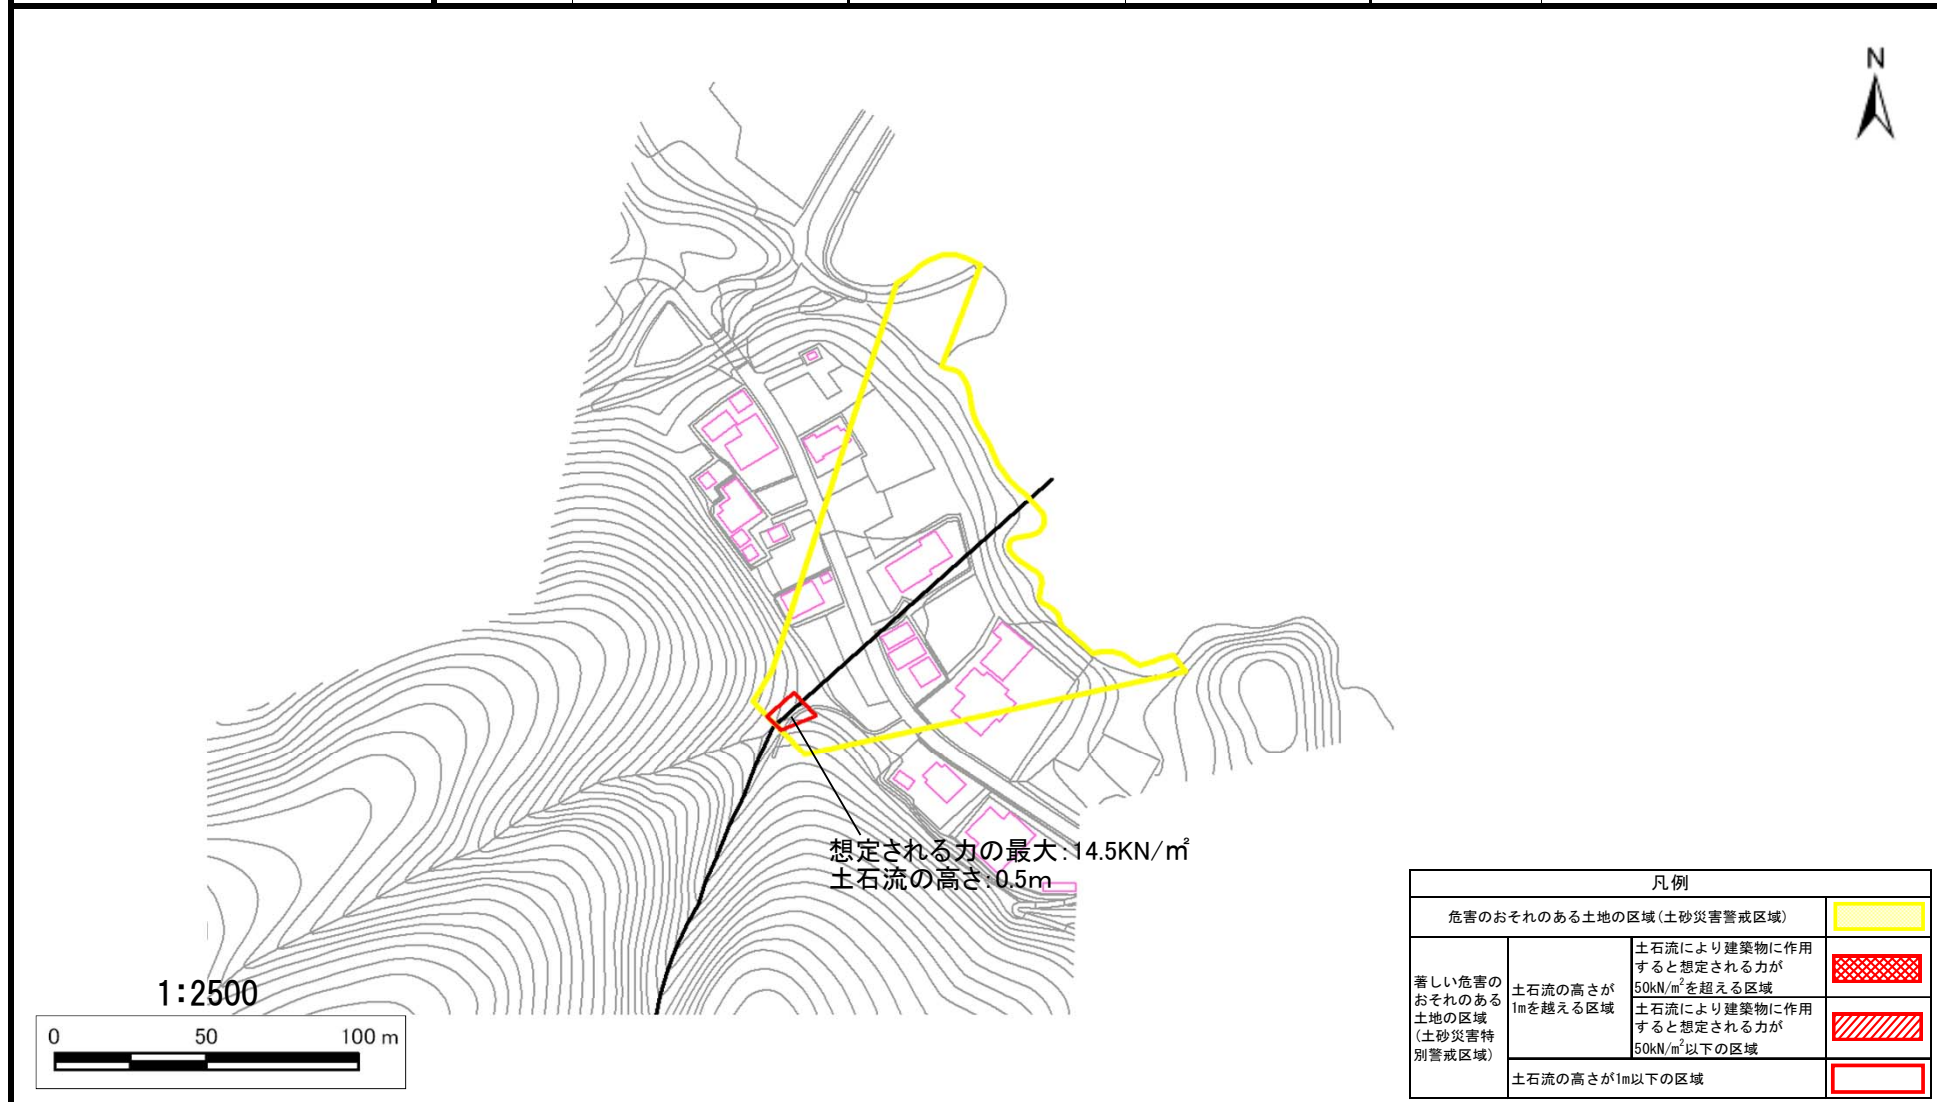 N
想定される力の最大:14.5KN/㎡
土石流の高さ:0.5m
1:2500
0 50 100 m
凡例
危害のおそれのある土地の区域(土砂災害警戒区域)
著しい危害の
おそれのある
土地の区域
(土砂災害特
別警戒区域)
土石流の高さが
1mを越える区域
土石流により建築物に作用
すると想定される力が
50kN/m²を超える区域
土石流により建築物に作用
すると想定される力が
50kN/m²以下の区域
土石流の高さが1m以下の区域